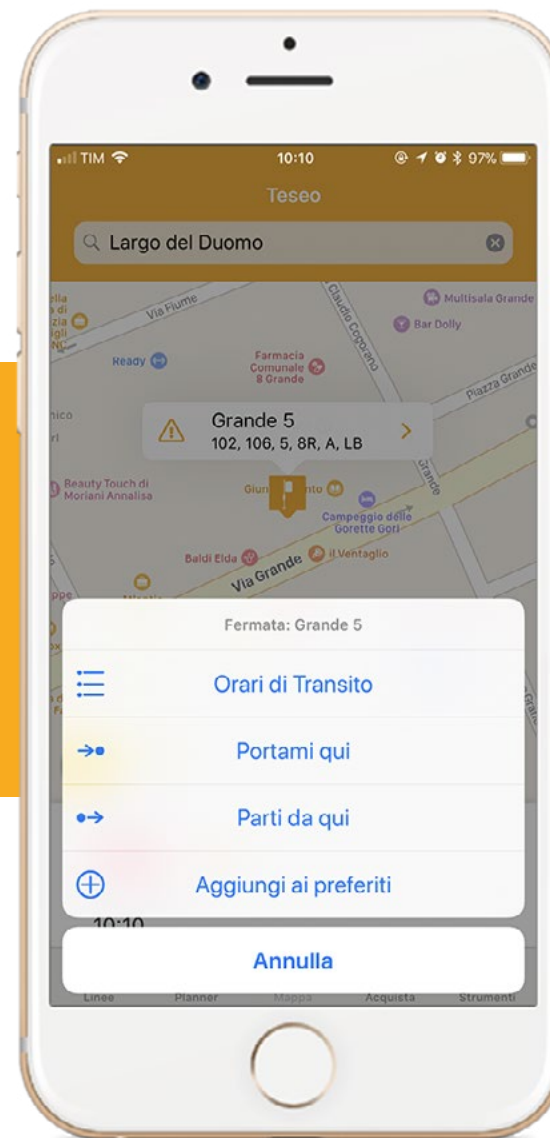 TIM
10:10
97%
Teseo
Largo del Duomo
Multisala Grande
Via Fiume
Claudio Cogorano
Bar Dolly
Ready
Farmacia
Comunale
8 Grande
Piazza Grande
Grande 5
102, 106, 5, 8R, A, LB
Grande
Beauty Touch di
Moriani Annalisa
Campeggio delle
Gorette Gori
Baldi Elda
il Ventaglio
Via Grande
Fermata: Grande 5
Orari di Transito
Portami qui
Parti da qui
Aggiungi ai preferiti
10:10
Annulla
Linee
Planner
Mappa
Acquista
Strumenti